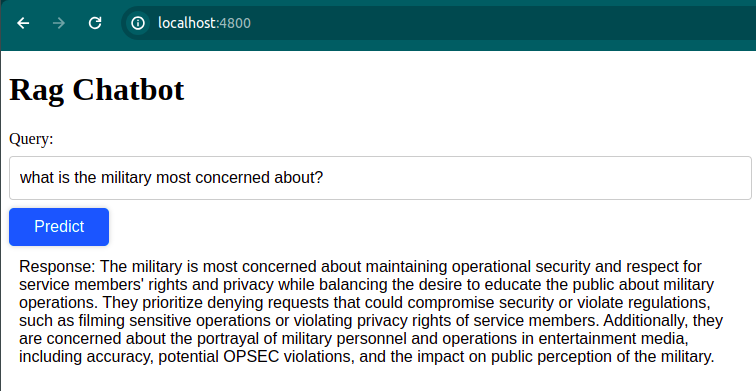 localhost:4800
Rag Chatbot
Query:
what is the military most concerned about?
Predict
Response: The military is most concerned about maintaining operational security and respect for
service members' rights and privacy while balancing the desire to educate the public about military
operations. They prioritize denying requests that could compromise security or violate regulations,
such as filming sensitive operations or violating privacy rights of service members. Additionally, they
are concerned about the portrayal of military personnel and operations in entertainment media,
including accuracy, potential OPSEC violations, and the impact on public perception of the military.